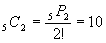 ₅C₂ = ₅P₂/2! = 10